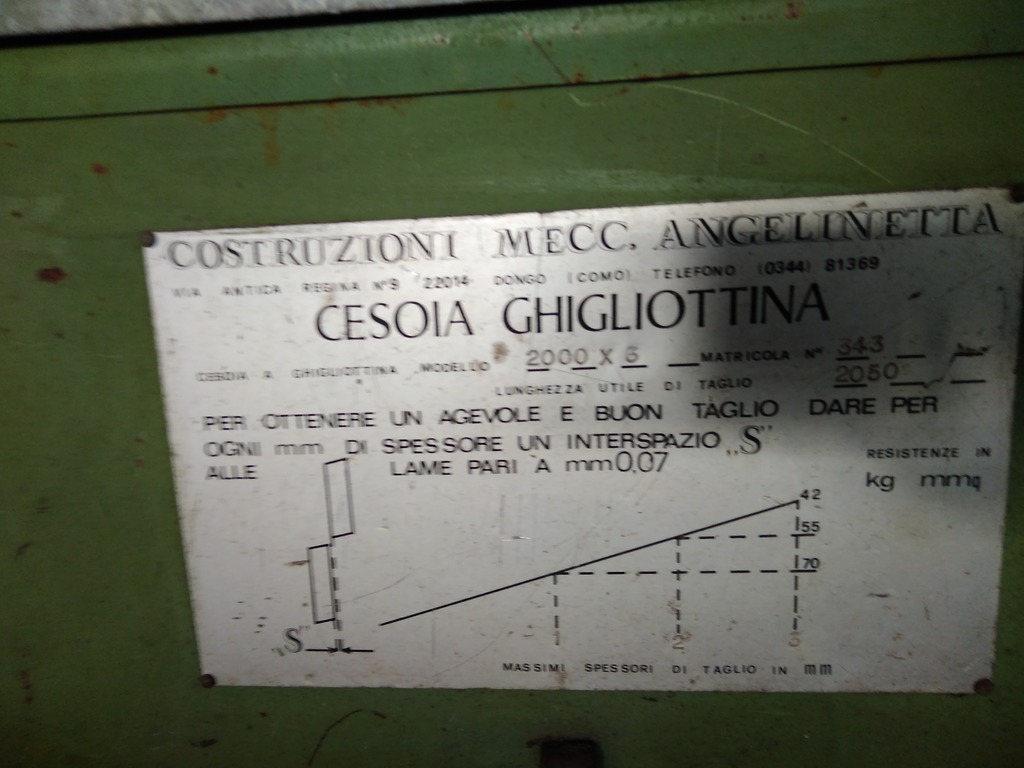 COSTRUZIONI MECC. ANGELINETTA
VIA ANTICA REGINA N°9 22014 DONGO (COMO) TELEFONO (0344) 81369
CESOIA GHIGLIOTTINA
CESOIA A GHIGLIOTTINA MODELLO 2000 X 3 MATRICOLA N° 343
LUNGHEZZA UTILE DI TAGLIO 2050
PER OTTENERE UN AGEVOLE E BUON TAGLIO DARE PER
OGNI mm DI SPESSORE UN INTERSPAZIO „S"
ALLE LAME PARI A mm 0,07
RESISTENZE IN
kg mmq
42
55
70
1 2 3
„S"
MASSIMI SPESSORI DI TAGLIO IN mm